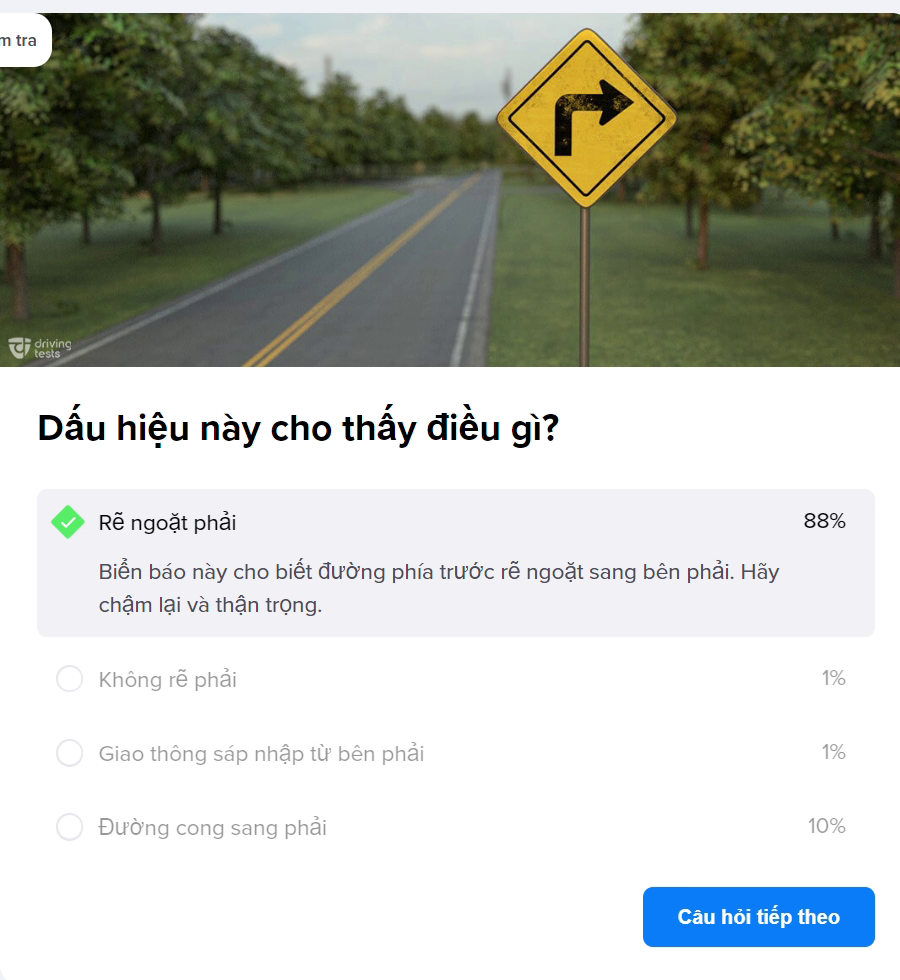 m tra
driving
tests
Dấu hiệu này cho thấy điều gì?
Rẽ ngoặt phải
88%
Biển báo này cho biết đường phía trước rẽ ngoặt sang bên phải. Hãy
chậm lại và thận trọng.
Không rẽ phải
1%
Giao thông sáp nhập từ bên phải
1%
Đường cong sang phải
10%
Câu hỏi tiếp theo